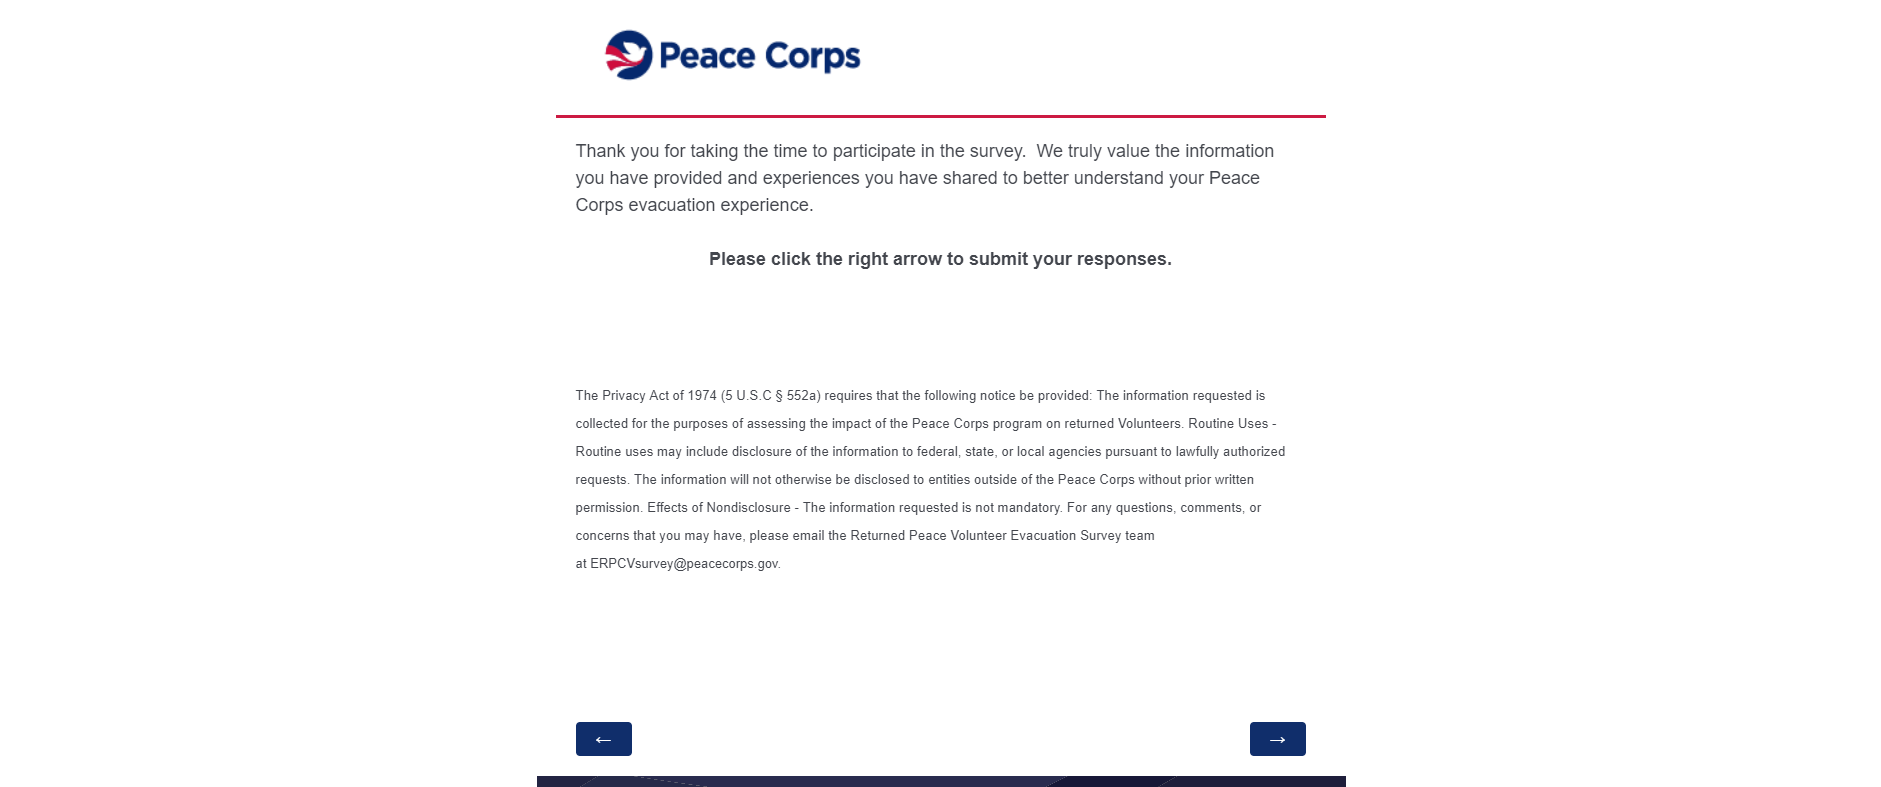 Peace Corps
Thank you for taking the time to participate in the survey.  We truly value the information
you have provided and experiences you have shared to better understand your Peace
Corps evacuation experience.
Please click the right arrow to submit your responses.
The Privacy Act of 1974 (5 U.S.C § 552a) requires that the following notice be provided: The information requested is
collected for the purposes of assessing the impact of the Peace Corps program on returned Volunteers. Routine Uses -
Routine uses may include disclosure of the information to federal, state, or local agencies pursuant to lawfully authorized
requests. The information will not otherwise be disclosed to entities outside of the Peace Corps without prior written
permission. Effects of Nondisclosure - The information requested is not mandatory. For any questions, comments, or
concerns that you may have, please email the Returned Peace Volunteer Evacuation Survey team
at ERPCVsurvey@peacecorps.gov.
← →